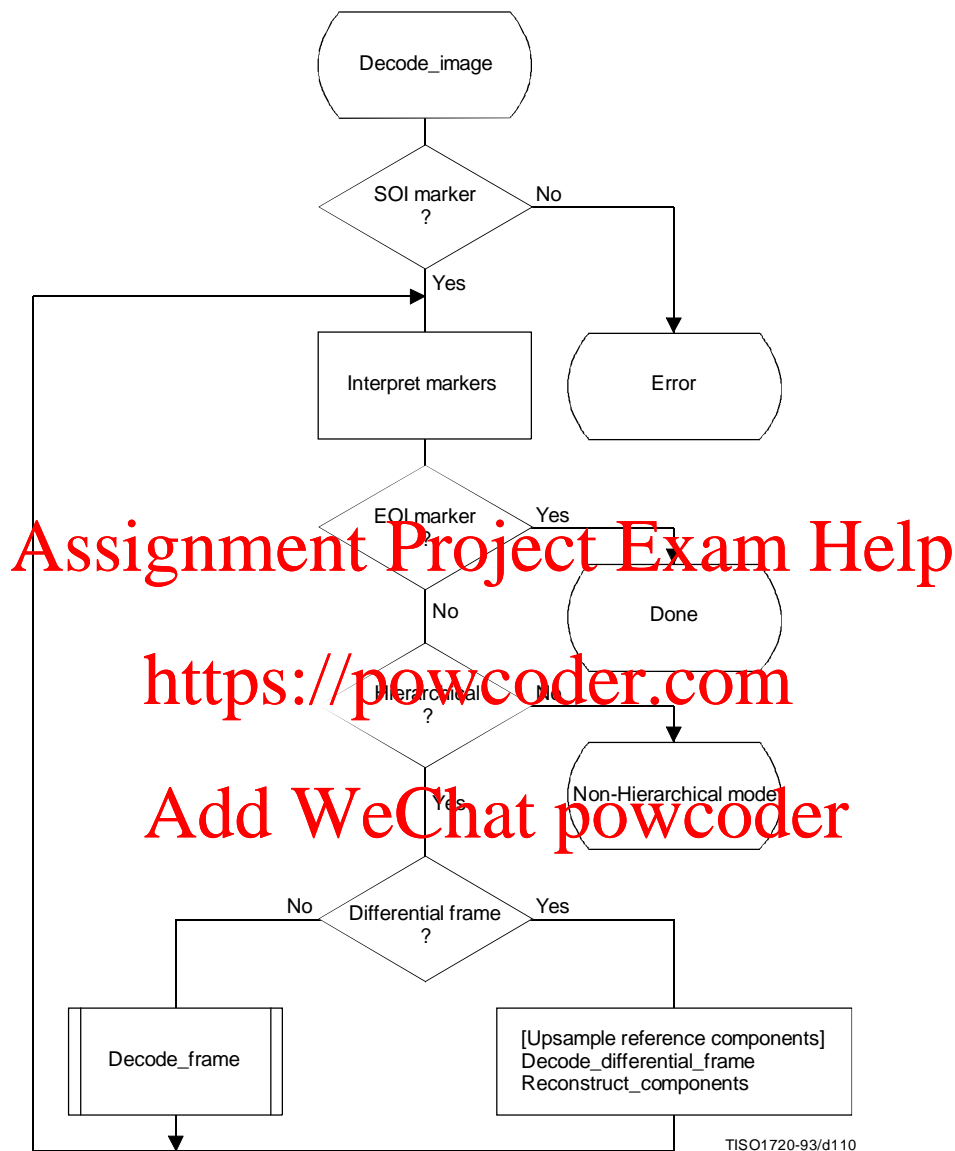 Decode_image
SOI marker
?
No
Yes
Interpret markers
Error
EOI marker
?
Yes
Assignment Project Exam Help
No
Done
https://powcoder.com
Hierarchical
?
No
Non-Hierarchical mode
Yes
Add WeChat powcoder
No
Differential frame
?
Yes
Decode_frame
[Upsample reference components]
Decode_differential_frame
Reconstruct_components
TISO1720-93/d110